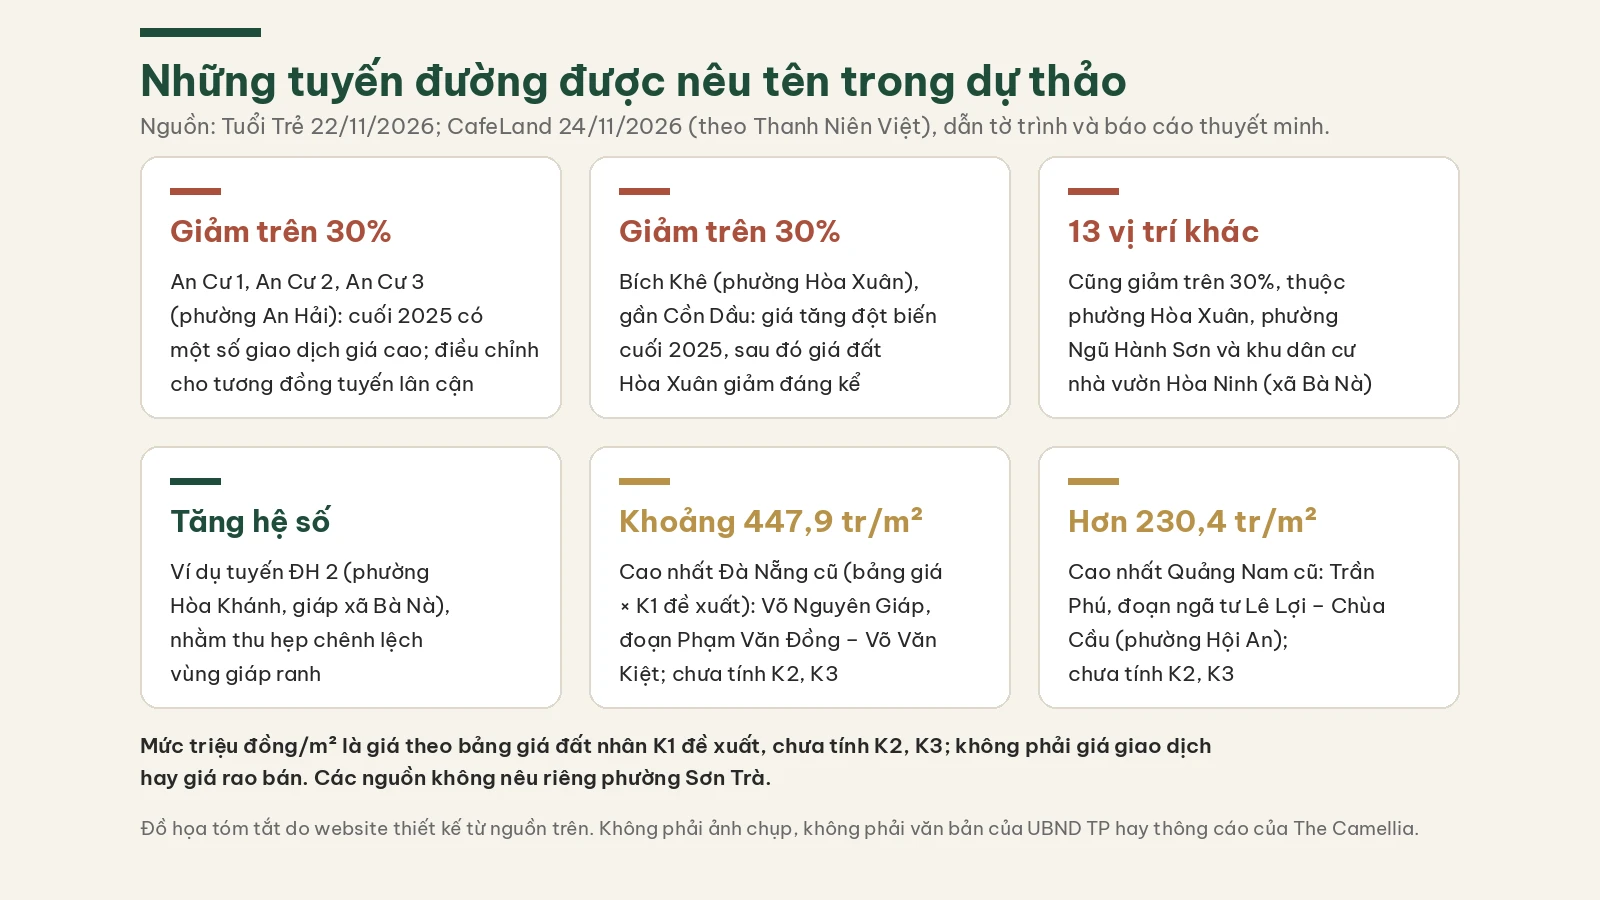 Những tuyến đường được nêu tên trong dự thảo
Nguồn: Tuổi Trẻ 22/11/2026; CafeLand 24/11/2026 (theo Thanh Niên Việt), dẫn tờ trình và báo cáo thuyết minh.
Giảm trên 30%
An Cư 1, An Cư 2, An Cư 3
(phường An Hải): cuối 2025 có
một số giao dịch giá cao; điều chỉnh
cho tương đồng tuyến lân cận
Giảm trên 30%
Bích Khê (phường Hòa Xuân),
gần Cồn Dầu: giá tăng đột biến
cuối 2025, sau đó giá đất
Hòa Xuân giảm đáng kể
13 vị trí khác
Cũng giảm trên 30%, thuộc
phường Hòa Xuân, phường
Ngũ Hành Sơn và khu dân cư
nhà vườn Hòa Ninh (xã Bà Nà)
Tăng hệ số
Ví dụ tuyến ĐH 2 (phường
Hòa Khánh, giáp xã Bà Nà),
nhằm thu hẹp chênh lệch
vùng giáp ranh
Khoảng 447,9 tr/m²
Cao nhất Đà Nẵng cũ (bảng giá
× K1 đề xuất): Võ Nguyên Giáp,
đoạn Phạm Văn Đồng – Võ Văn
Kiệt; chưa tính K2, K3
Hơn 230,4 tr/m²
Cao nhất Quảng Nam cũ: Trần
Phú, đoạn ngã tư Lê Lợi – Chùa
Cầu (phường Hội An);
chưa tính K2, K3
Mức triệu đồng/m² là giá theo bảng giá đất nhân K1 đề xuất, chưa tính K2, K3; không phải giá giao dịch
hay giá rao bán. Các nguồn không nêu riêng phường Sơn Trà.
Đồ họa tóm tắt do website thiết kế từ nguồn trên. Không phải ảnh chụp, không phải văn bản của UBND TP hay thông cáo của The Camellia.